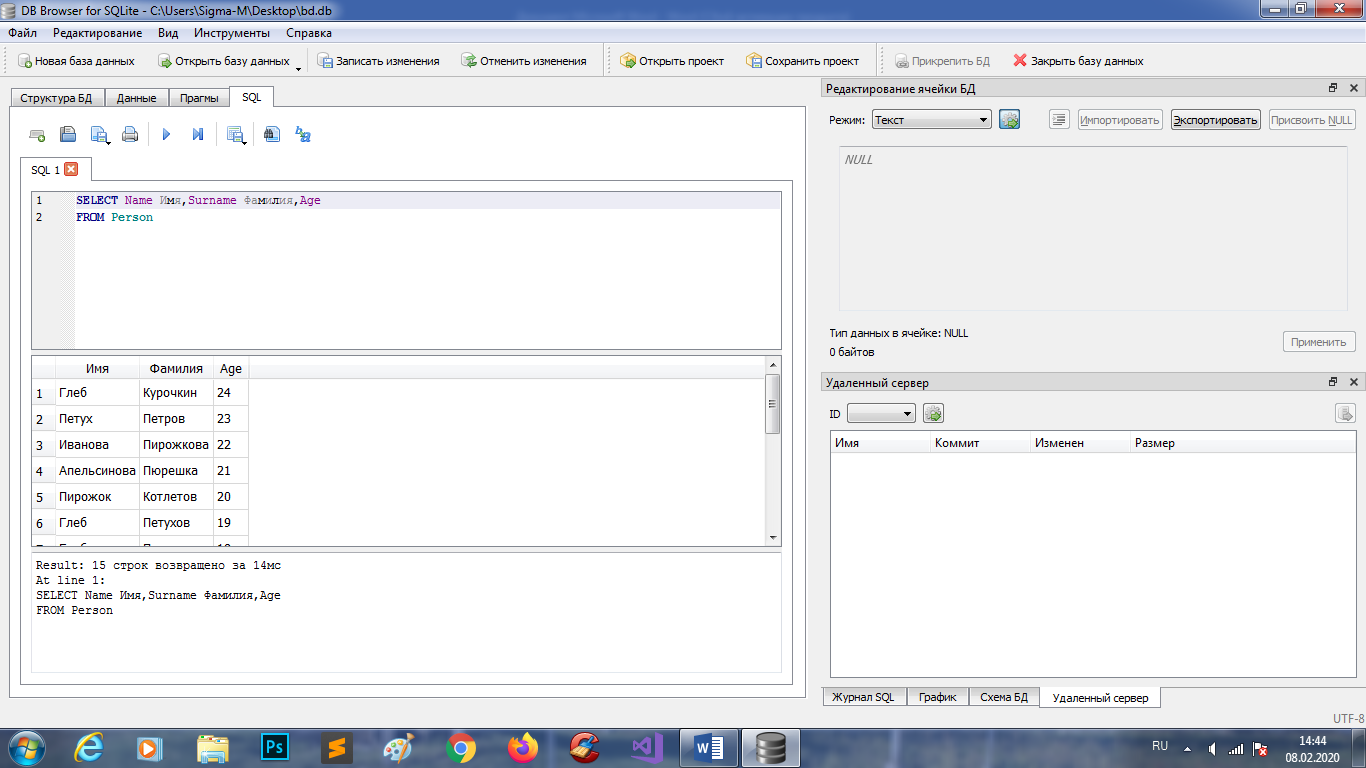 DB Browser for SQLite - C:\Users\Sigma-M\Desktop\bd.db
Файл Редактирование Вид Инструменты Справка
Новая база данных Открыть базу данных Записать изменения Отменить изменения Открыть проект Сохранить проект Прикрепить БД Закрыть базу данных
Структура БД Данные Прагмы SQL
SQL 1
1 SELECT Name Имя,Surname Фамилия,Age
2 FROM Person
Имя Фамилия Age
1 Глеб Курочкин 24
2 Петух Петров 23
3 Иванова Пирожкова 22
4 Апельсинова Пюрешка 21
5 Пирожок Котлетов 20
6 Глеб Петухов 19
Result: 15 строк возвращено за 14мс
At line 1:
SELECT Name Имя,Surname Фамилия,Age
FROM Person
Редактирование ячейки БД
Режим: Текст Импортировать Экспортировать Присвоить NULL
NULL
Тип данных в ячейке: NULL
0 байтов
Применить
Удаленный сервер
ID
Имя Коммит Изменен Размер
Журнал SQL График Схема БД Удаленный сервер
UTF-8
Ps
W
RU
14:44
08.02.2020